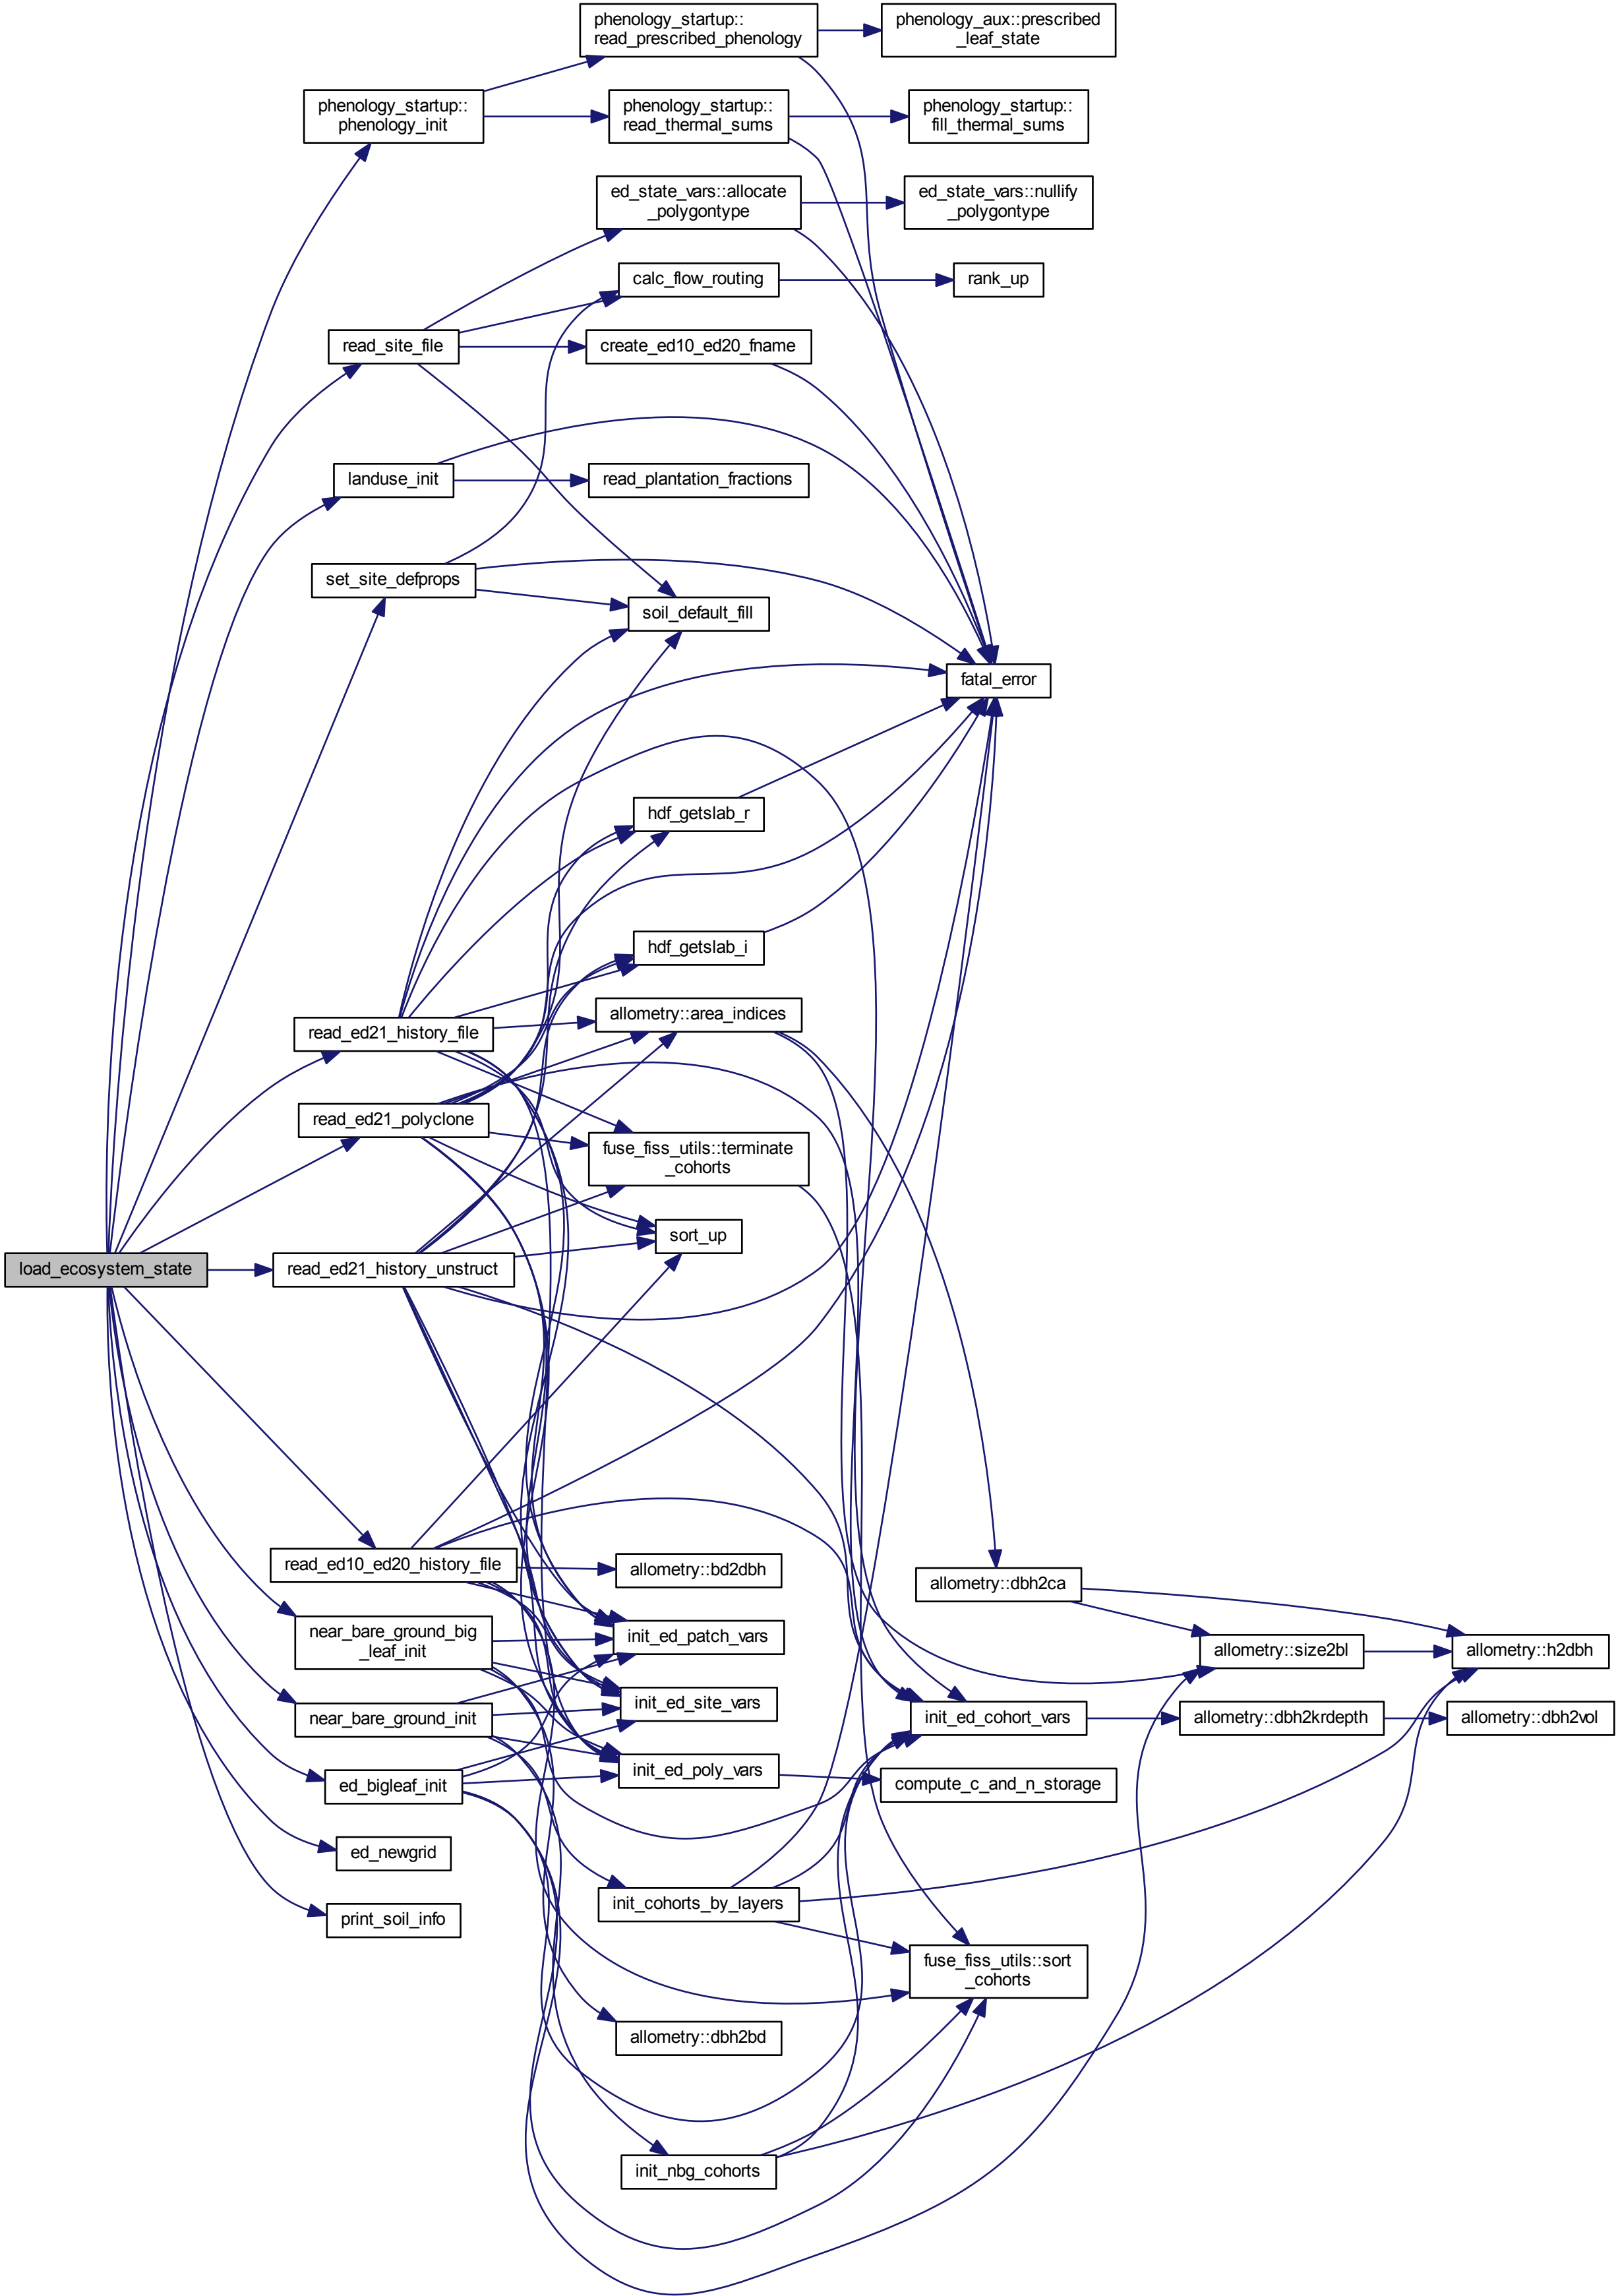 phenology_startup::
read_prescribed_phenology
phenology_aux::prescribed
_leaf_state
phenology_startup::
phenology_init
phenology_startup::
read_thermal_sums
phenology_startup::
fill_thermal_sums
ed_state_vars::allocate
_polygontype
ed_state_vars::nullify
_polygontype
calc_flow_routing
rank_up
read_site_file
create_ed10_ed20_fname
landuse_init
read_plantation_fractions
set_site_defprops
soil_default_fill
fatal_error
hdf_getslab_r
hdf_getslab_i
read_ed21_history_file
allometry::area_indices
read_ed21_polyclone
fuse_fiss_utils::terminate
_cohorts
sort_up
load_ecosystem_state
read_ed21_history_unstruct
read_ed10_ed20_history_file
allometry::bd2dbh
allometry::dbh2ca
near_bare_ground_big
_leaf_init
init_ed_patch_vars
allometry::size2bl
allometry::h2dbh
near_bare_ground_init
init_ed_site_vars
init_ed_cohort_vars
allometry::dbh2krdepth
allometry::dbh2vol
ed_bigleaf_init
init_ed_poly_vars
compute_c_and_n_storage
ed_newgrid
init_cohorts_by_layers
print_soil_info
fuse_fiss_utils::sort
_cohorts
allometry::dbh2bd
init_nbg_cohorts